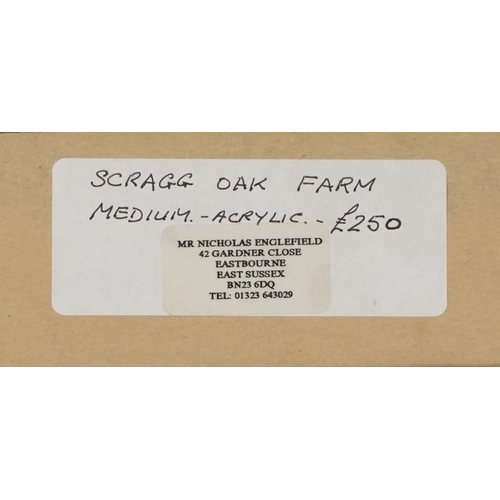 SCRAGG OAK FARM
MEDIUM.-ACRYLIC.-£250
MR NICHOLAS ENGLEFIELD
42 GARDNER CLOSE
EASTBOURNE
EAST SUSSEX
BN23 6DQ
TEL: 01323 643029